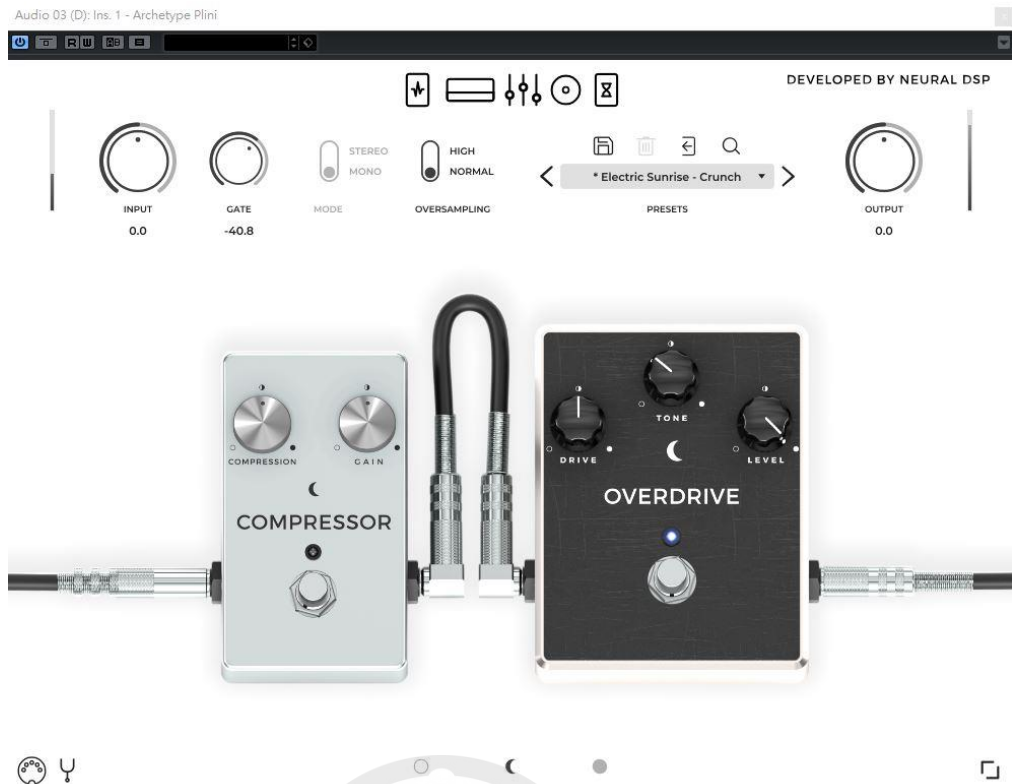 Audio 03 (D): Ins. 1 - Archetype Plini
R W
DEVELOPED BY NEURAL DSP
STEREO
MONO
HIGH
NORMAL
* Electric Sunrise - Crunch
INPUT
GATE
MODE
OVERSAMPLING
PRESETS
OUTPUT
0.0
-40.8
0.0
TONE
COMPRESSION
GAIN
DRIVE
LEVEL
OVERDRIVE
COMPRESSOR